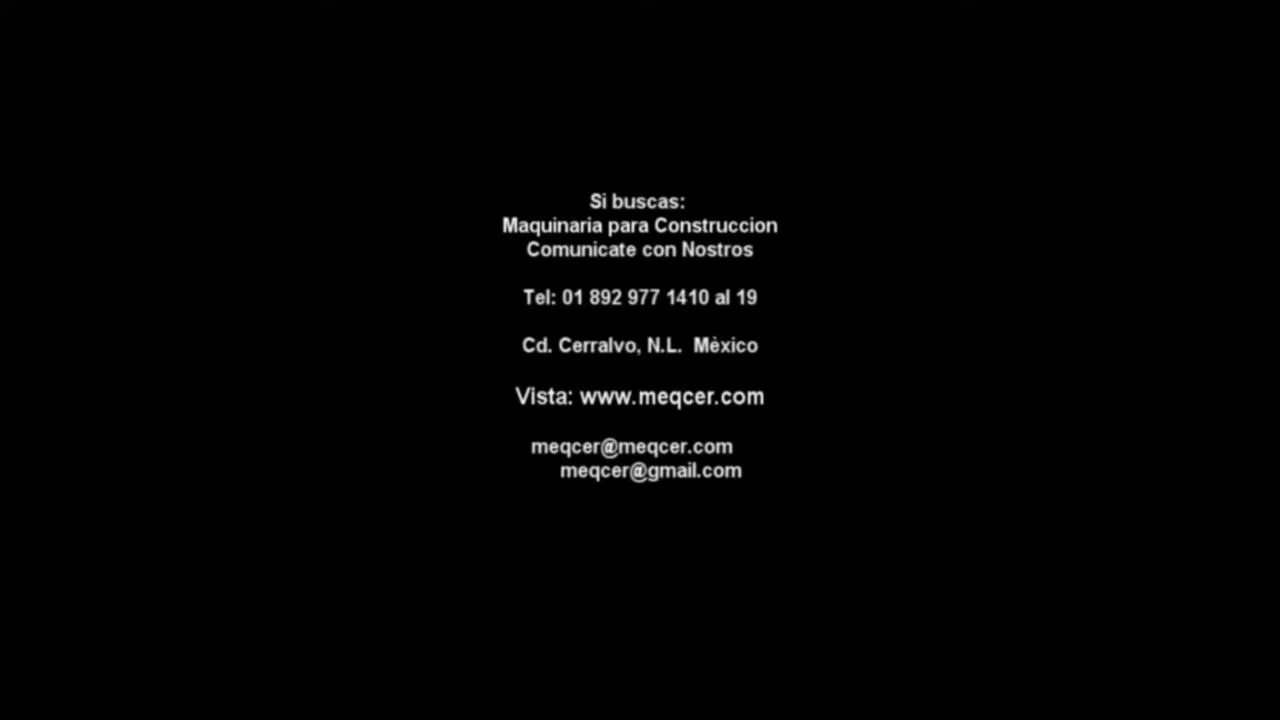 Si buscas:
Maquinaria para Construccion
Comunicate con Nostros
Tel: 01 892 977 1410 al 19
Cd. Cerralvo, N.L. Mèxico
Vista: www.meqcer.com
meqcer@meqcer.com
meqcer@gmail.com